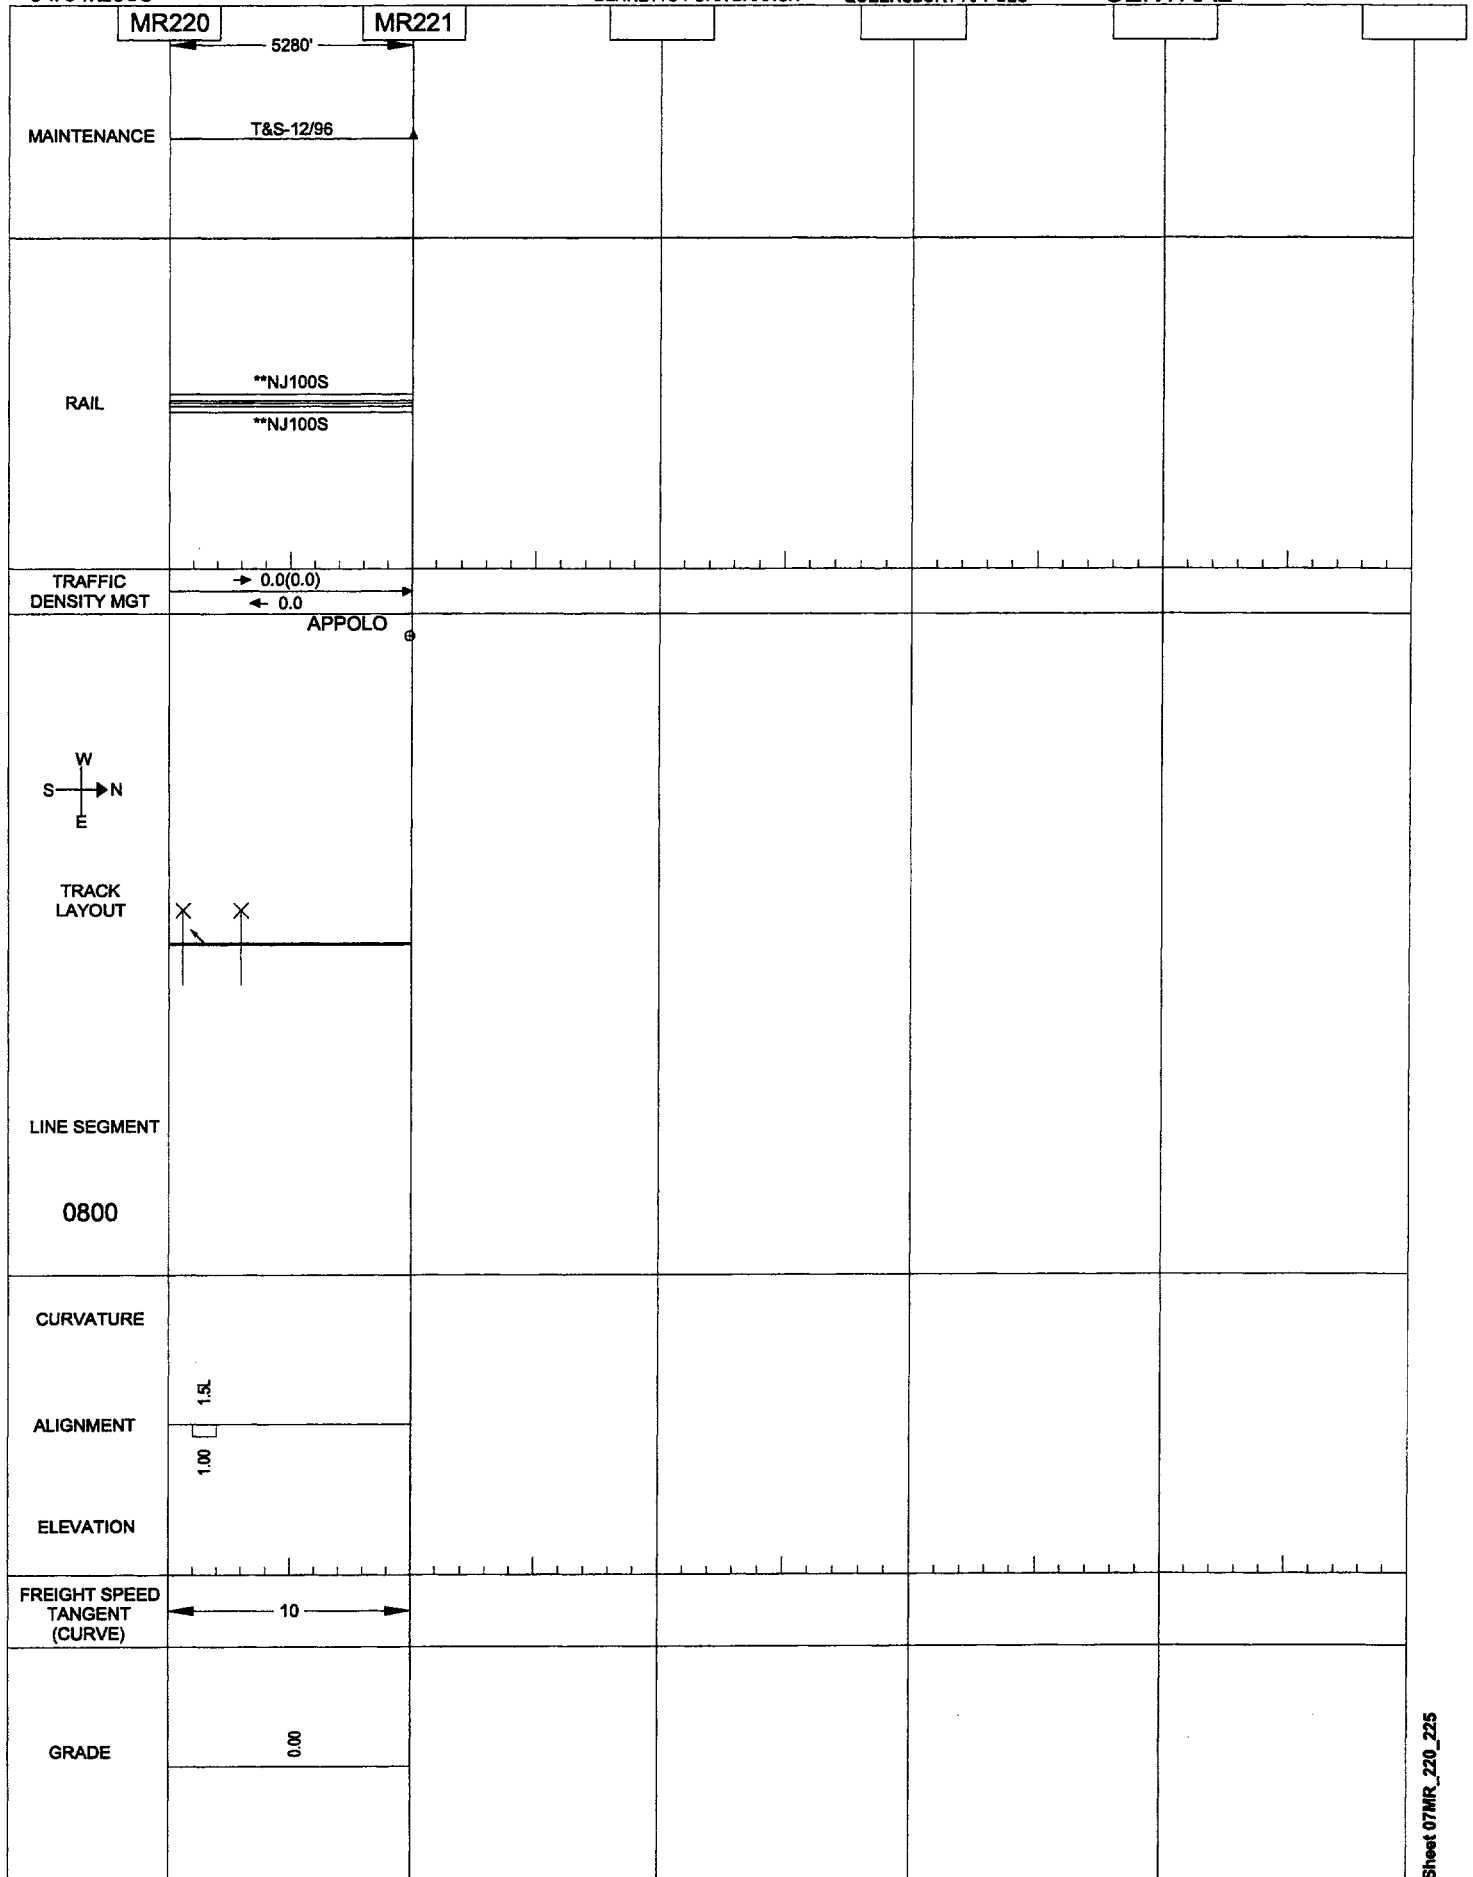 MR220 MR221
5280'
MAINTENANCE
T&S-12/96
RAIL
**NJ100S
**NJ100S
TRAFFIC
DENSITY MGT
0.0(0.0)
0.0
APPOLO
W
S N
E
TRACK
LAYOUT
LINE SEGMENT
0800
CURVATURE
1.5L
ALIGNMENT
1.00
ELEVATION
FREIGHT SPEED
TANGENT
(CURVE)
10
GRADE
0.00
Sheet 07MR_220_225